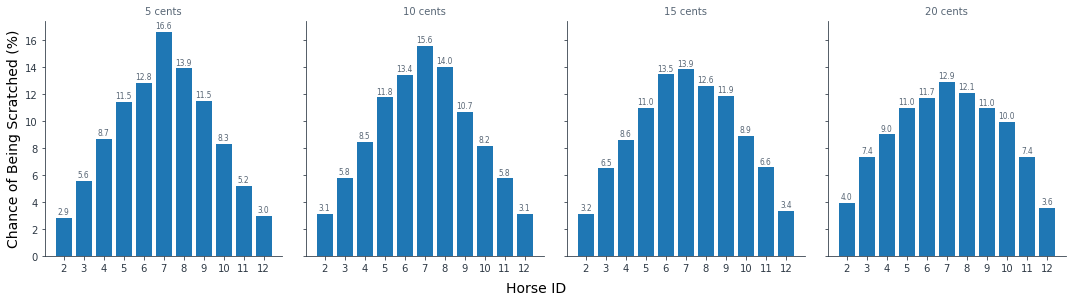 5 cents
10 cents
15 cents
20 cents
Chance of Being Scratched (%)
16
14
12
10
8
6
4
2
0
2.9 5.6 8.7 11.5 12.8 16.6 13.9 11.5 8.3 5.2 3.0
3.1 5.8 8.5 11.8 13.4 15.6 14.0 10.7 8.2 5.8 3.1
3.2 6.5 8.6 11.0 13.5 13.9 12.6 11.9 8.9 6.6 3.4
4.0 7.4 9.0 11.0 11.7 12.9 12.1 11.0 10.0 7.4 3.6
2 3 4 5 6 7 8 9 10 11 12
2 3 4 5 6 7 8 9 10 11 12
2 3 4 5 6 7 8 9 10 11 12
2 3 4 5 6 7 8 9 10 11 12
Horse ID